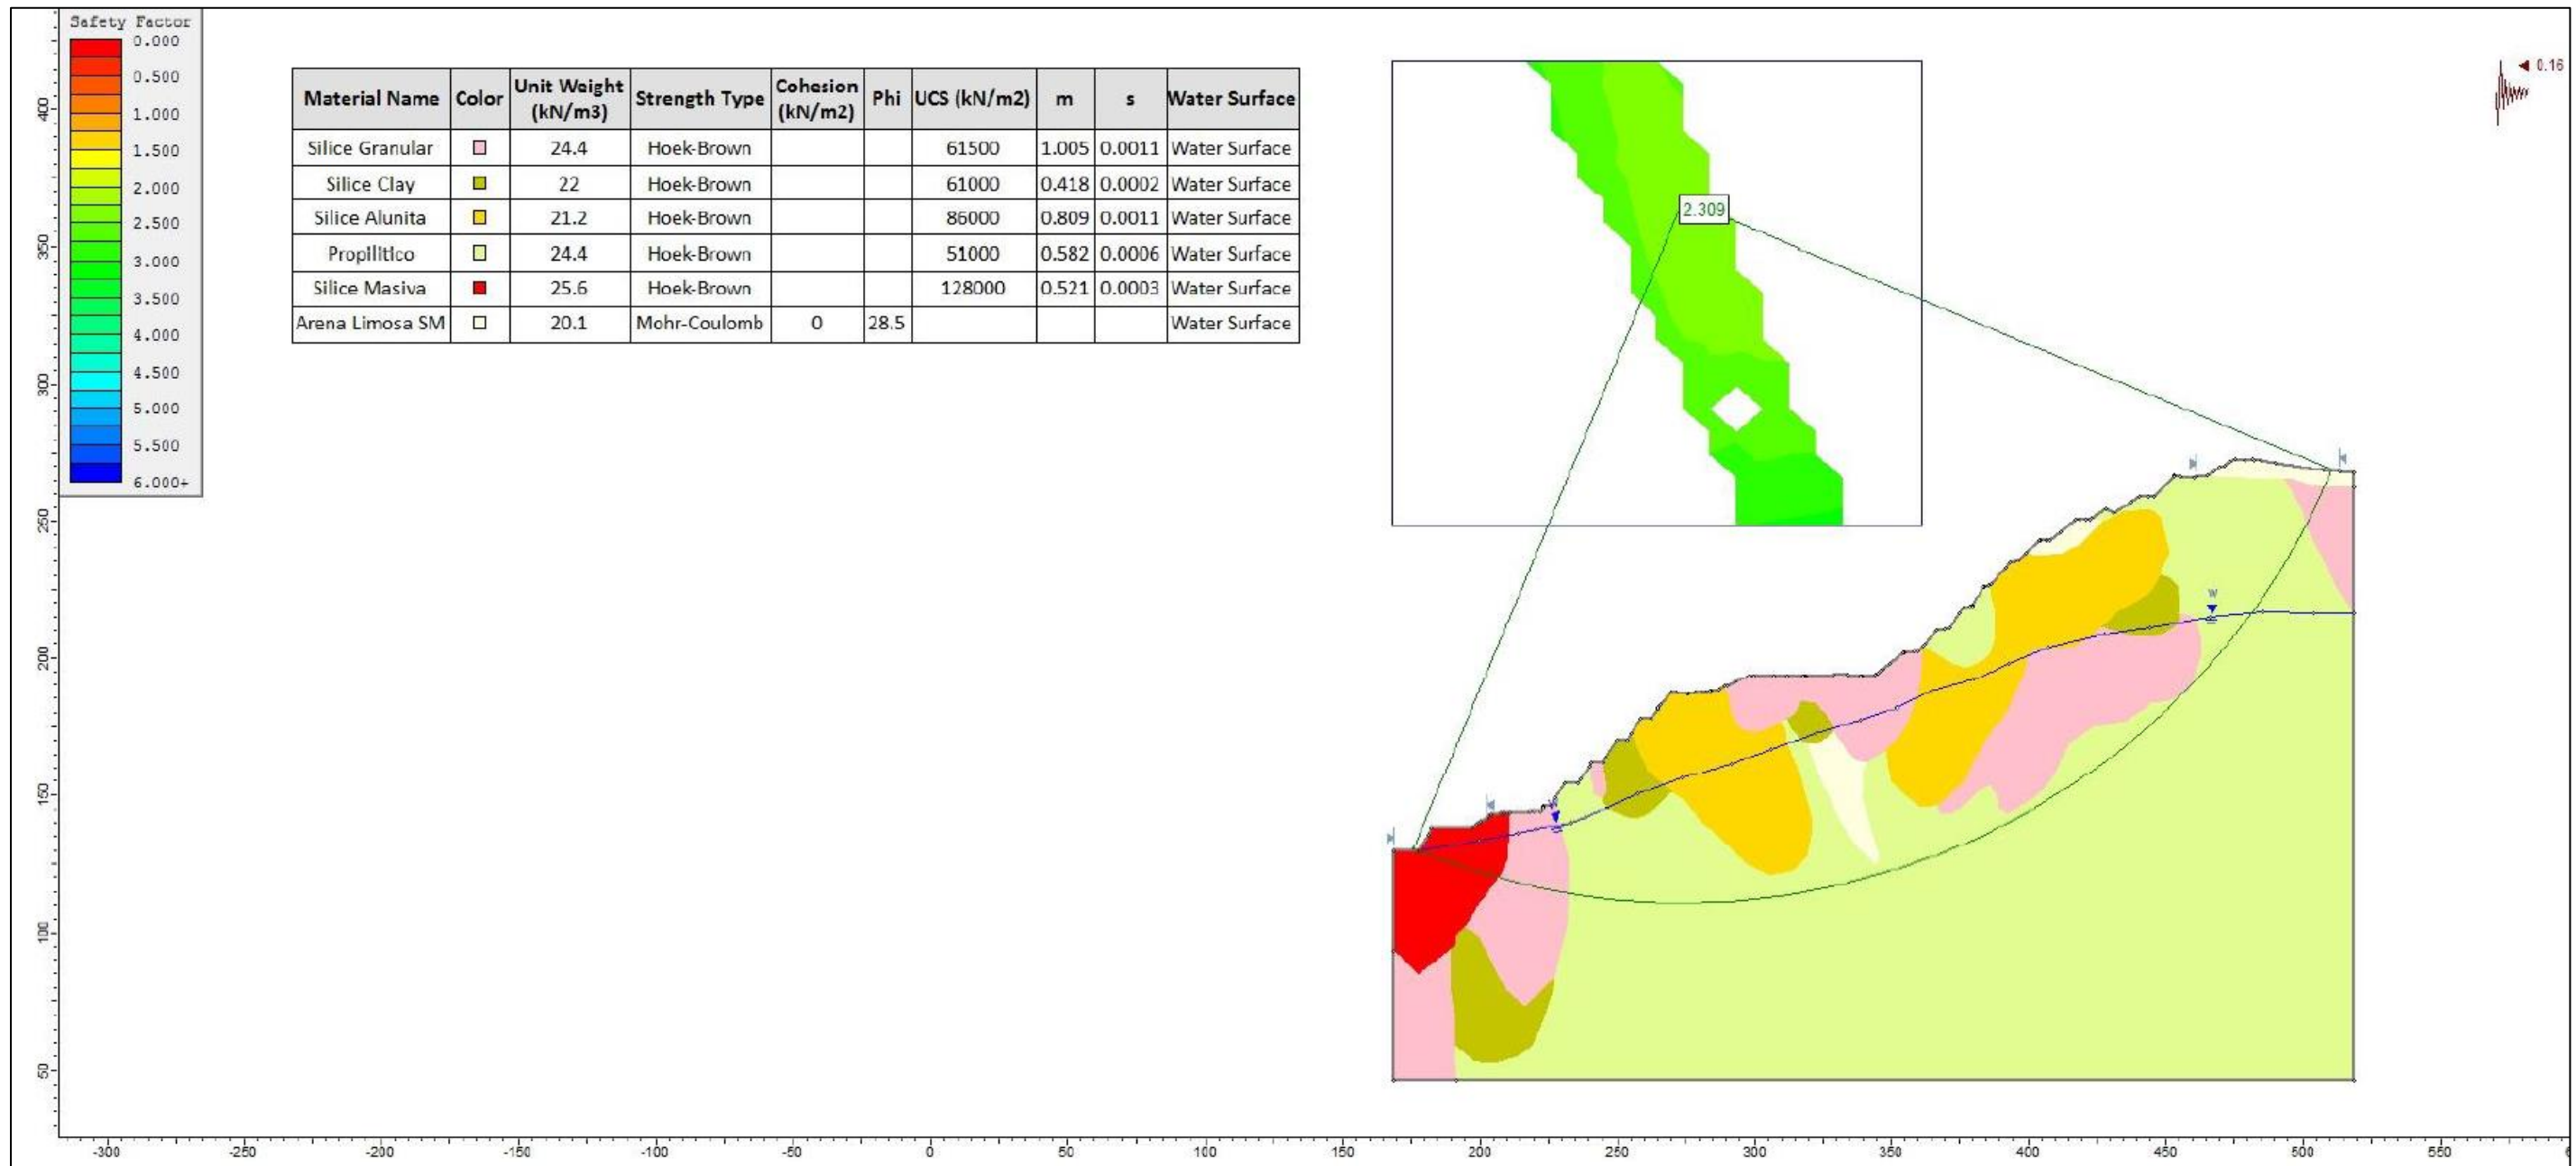 Safety Factor
0.000
0.500
1.000
1.500
2.000
2.500
3.000
3.500
4.000
4.500
5.000
5.500
6.000+
Material Name Color Unit Weight (kN/m3) Strength Type Cohesion (kN/m2) Phi UCS (kN/m2) m s Water Surface
Silice Granular 24.4 Hoek-Brown 61500 1.005 0.0011 Water Surface
Silice Clay 22 Hoek-Brown 61000 0.418 0.0002 Water Surface
Silice Alunita 21.2 Hoek-Brown 86000 0.809 0.0011 Water Surface
Propilitico 24.4 Hoek-Brown 51000 0.582 0.0006 Water Surface
Silice Masiva 25.6 Hoek-Brown 128000 0.521 0.0003 Water Surface
Arena Limosa SM 20.1 Mohr-Coulomb 0 28.5 Water Surface
0.16
2.309
W
W
400
350
300
250
200
150
100
50
-300 -250 -200 -150 -100 -50 0 50 100 150 200 250 300 350 400 450 500 550